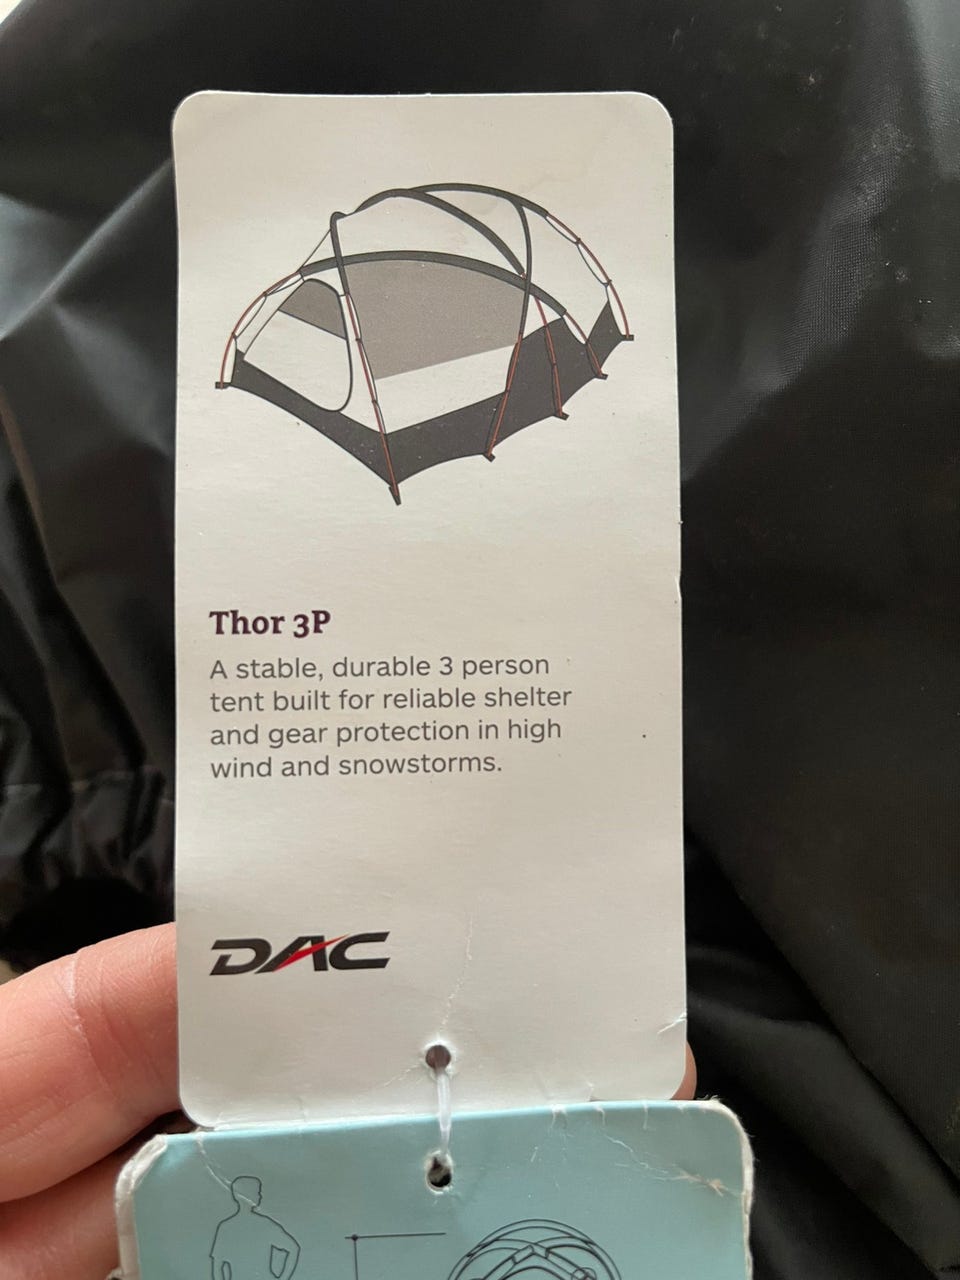 Thor 3P
A stable, durable 3 person
tent built for reliable shelter
and gear protection in high
wind and snowstorms.
DAC